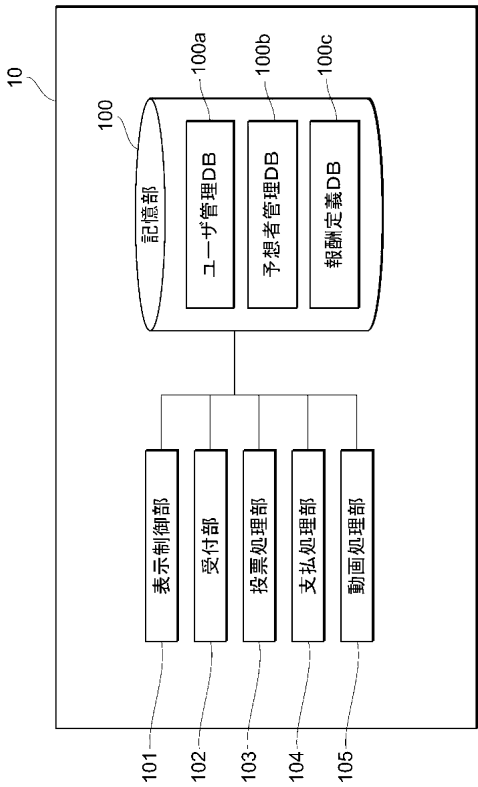 10
100
記憶部
100a
ユーザ管理DB
100b
予想者管理DB
100c
報酬定義DB
101
表示制御部
102
受付部
103
投票処理部
104
支払処理部
105
動画処理部